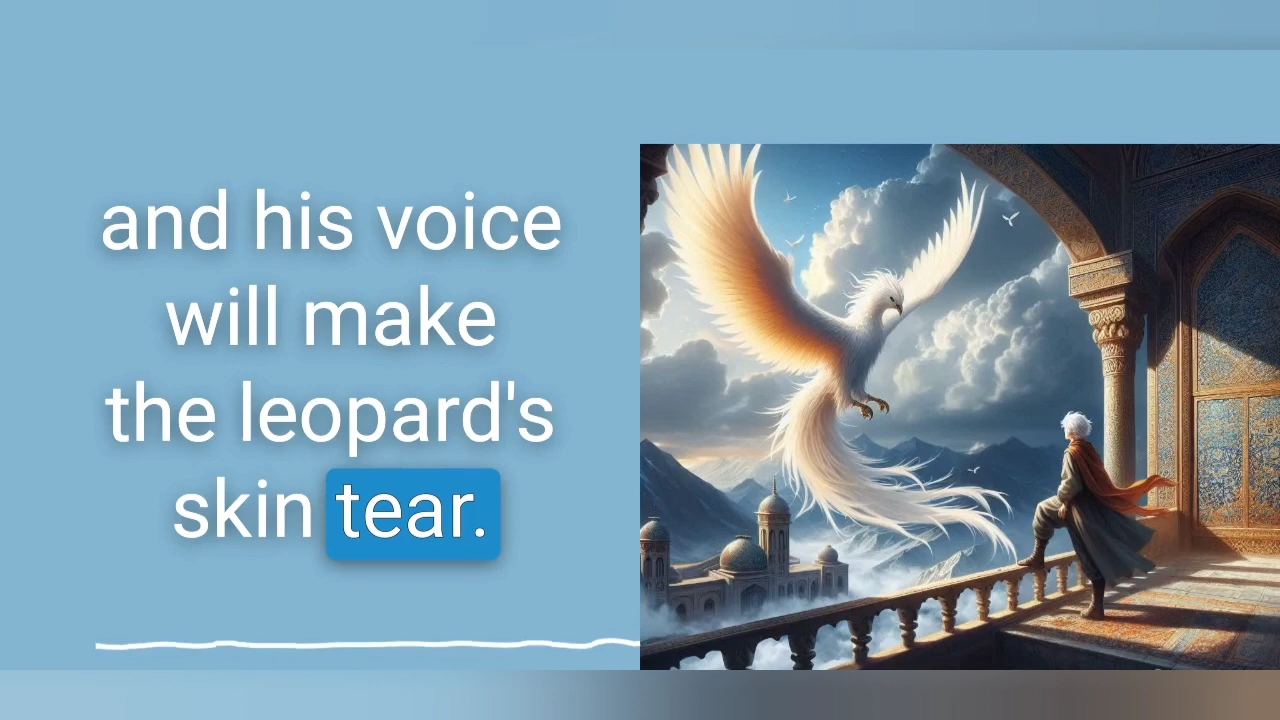 and his voice
will make
the leopard's
skin tear.